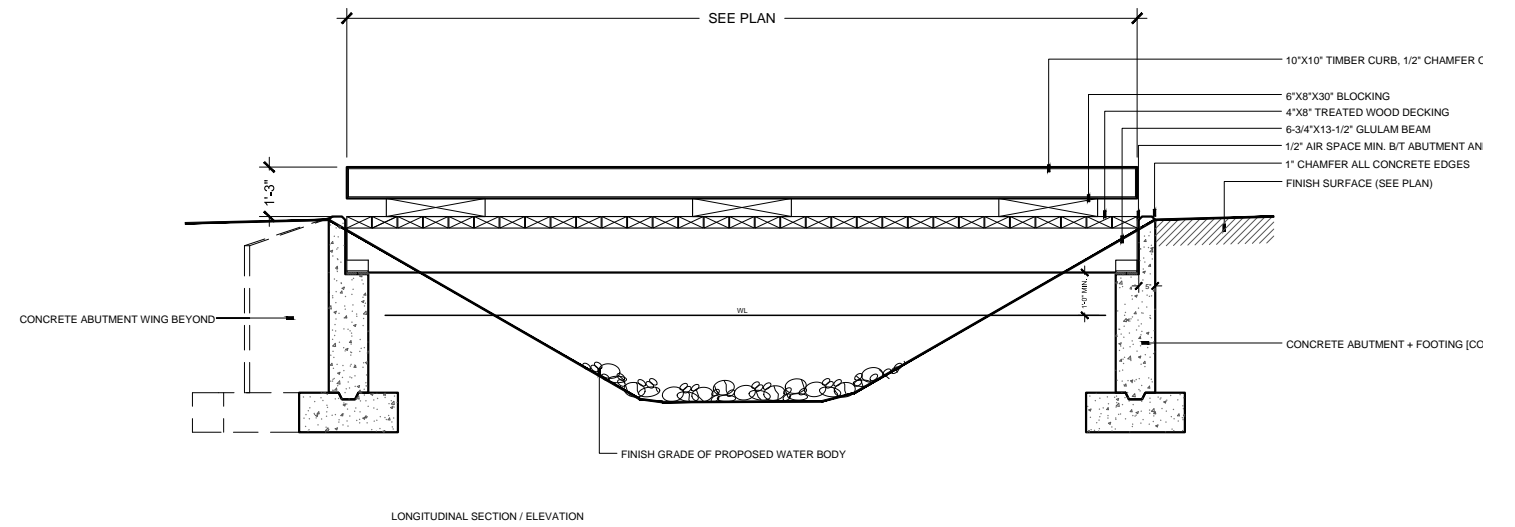 SEE PLAN
10"X10" TIMBER CURB, 1/2" CHAMFER
6"X8"X30" BLOCKING
4"X8" TREATED WOOD DECKING
6-3/4"X13-1/2" GLULAM BEAM
1/2" AIR SPACE MIN. B/T ABUTMENT AN
1" CHAMFER ALL CONCRETE EDGES
FINISH SURFACE (SEE PLAN)
1'-3"
1'-0" MIN.
5"
WL
CONCRETE ABUTMENT WING BEYOND
CONCRETE ABUTMENT + FOOTING [CO
FINISH GRADE OF PROPOSED WATER BODY
LONGITUDINAL SECTION / ELEVATION